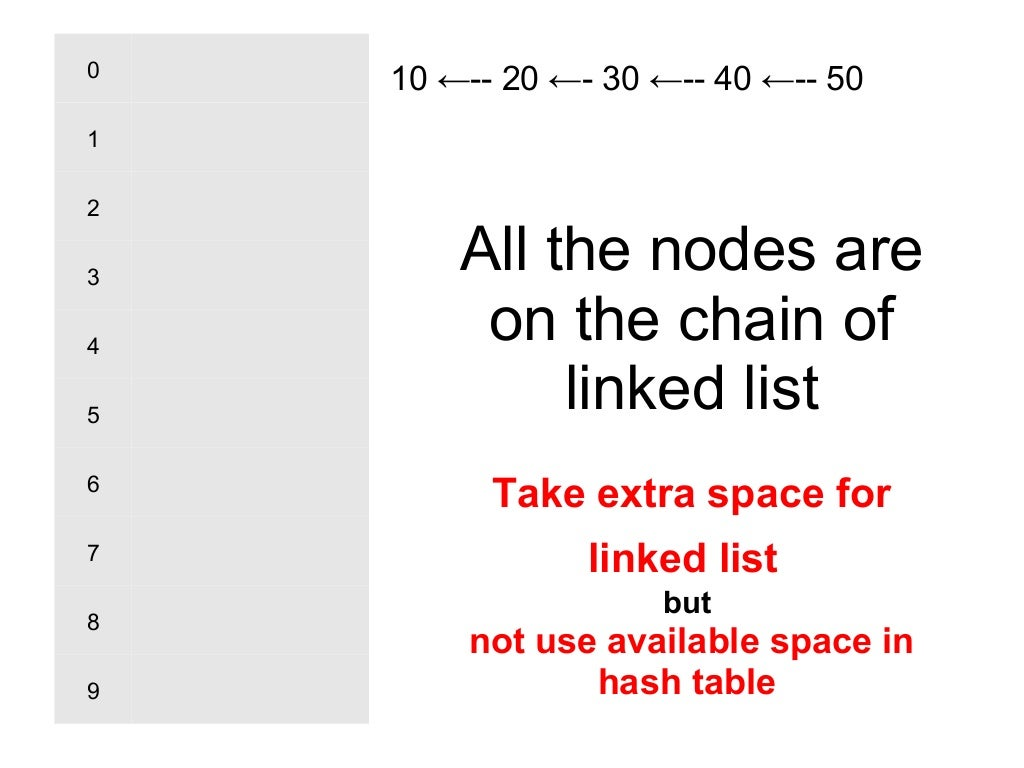 0
10 ←-- 20 ←- 30 ←-- 40 ←-- 50
1
2
3
4
5
6
7
8
9
All the nodes are
on the chain of
linked list
Take extra space for
linked list
but
not use available space in
hash table